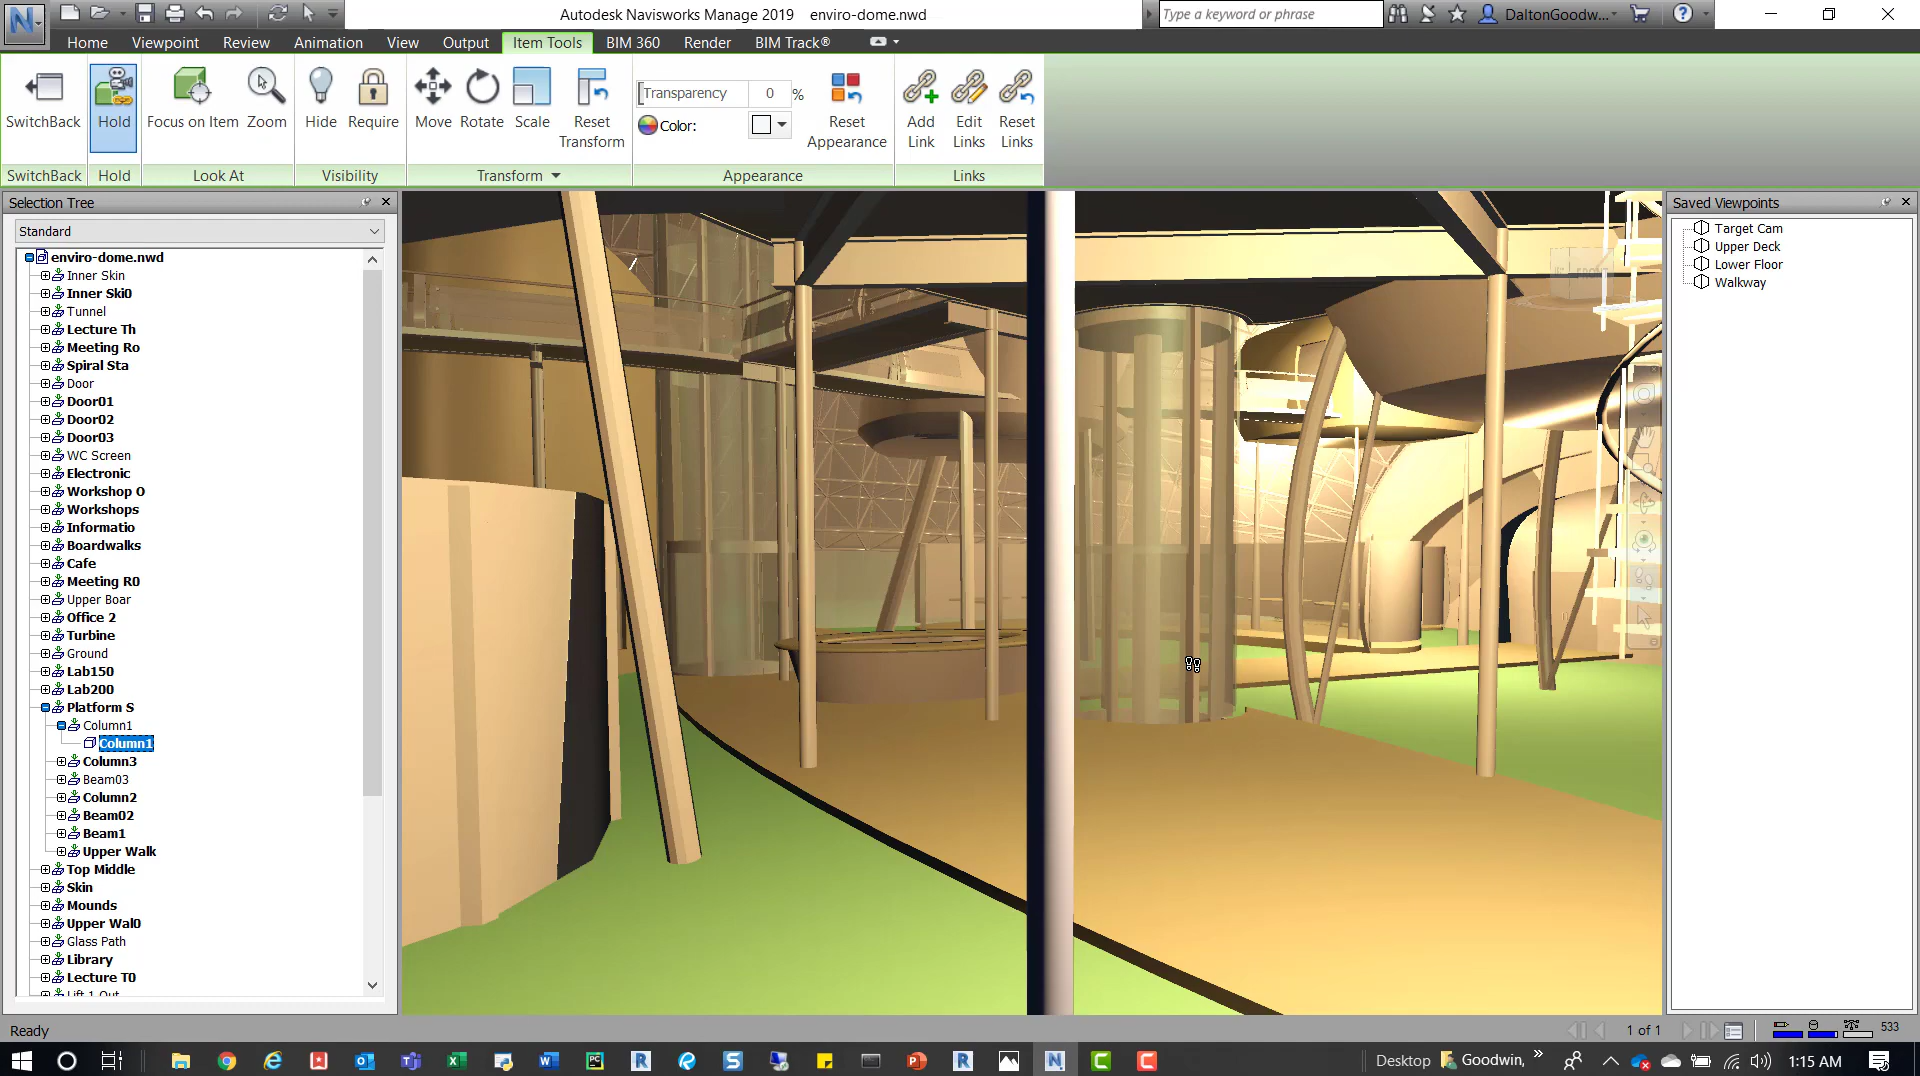 Autodesk Navisworks Manage 2019 enviro-dome.nwd
Type a keyword or phrase
DaltonGoodw...
Home Viewpoint Review Animation View Output Item Tools BIM 360 Render BIM Track®
SwitchBack
Hold
Focus on Item
Zoom
Hide
Require
Move
Rotate
Scale
Reset
Transform
Transparency 0 %
Color:
Reset
Appearance
Add
Link
Edit
Links
Reset
Links
SwitchBack Hold Look At Visibility Transform Appearance Links
Selection Tree
Standard
enviro-dome.nwd
Inner Skin
Inner Ski0
Tunnel
Lecture Th
Meeting Ro
Spiral Sta
Door
Door01
Door02
Door03
WC Screen
Electronic
Workshop O
Workshops
Informatio
Boardwalks
Cafe
Meeting R0
Upper Boar
Office 2
Turbine
Ground
Lab150
Lab200
Platform S
Column1
Column1
Column3
Beam03
Column2
Beam02
Beam1
Upper Walk
Top Middle
Skin
Mounds
Upper Wal0
Glass Path
Library
Lecture T0
Lift 1 Out
FRONT
Saved Viewpoints
Target Cam
Upper Deck
Lower Floor
Walkway
Ready
1 of 1
533
Desktop
Goodwin,
1:15 AM